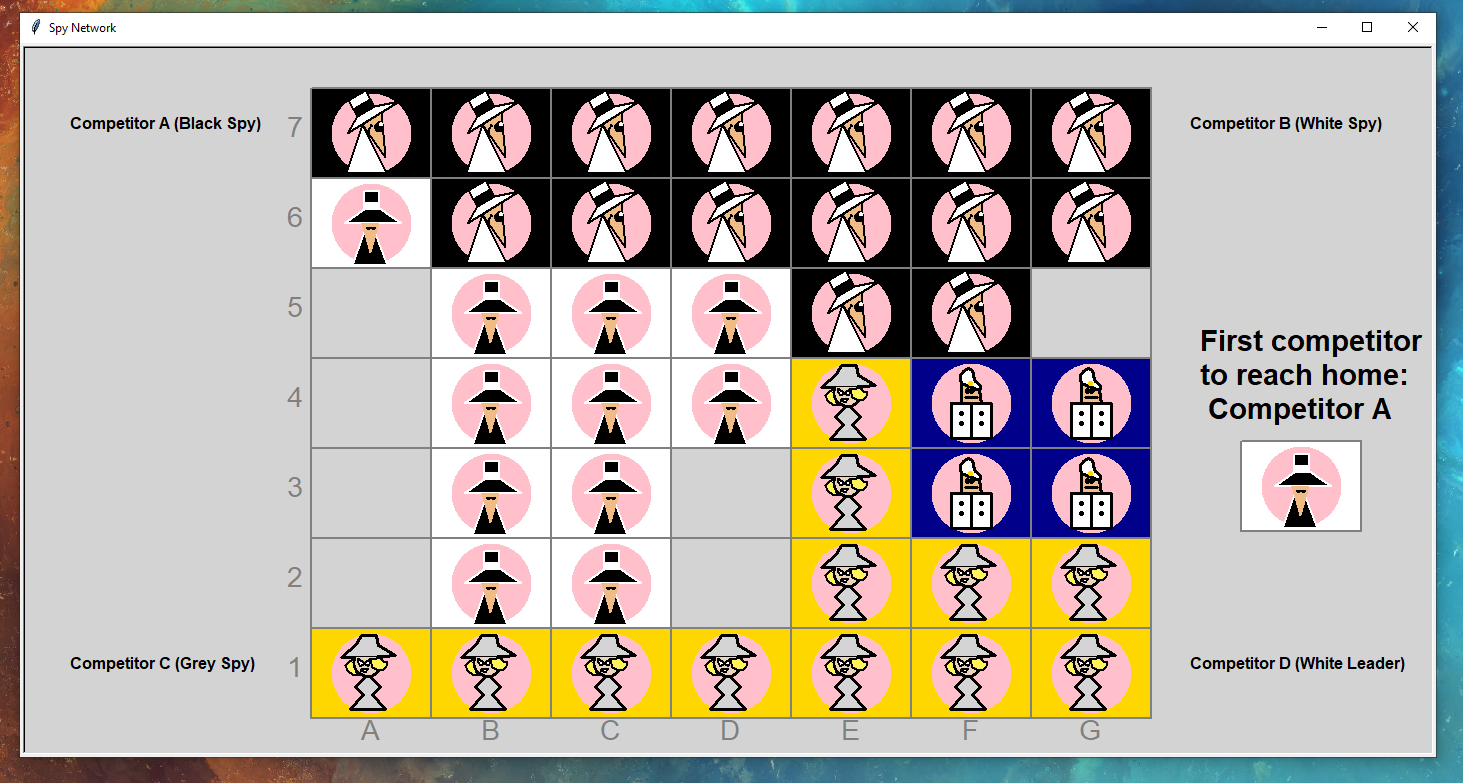 Spy Network
Competitor A (Black Spy)
Competitor B (White Spy)
7
6
5
4
3
2
1
First competitor
to reach home:
Competitor A
Competitor C (Grey Spy)
Competitor D (White Leader)
A B C D E F G